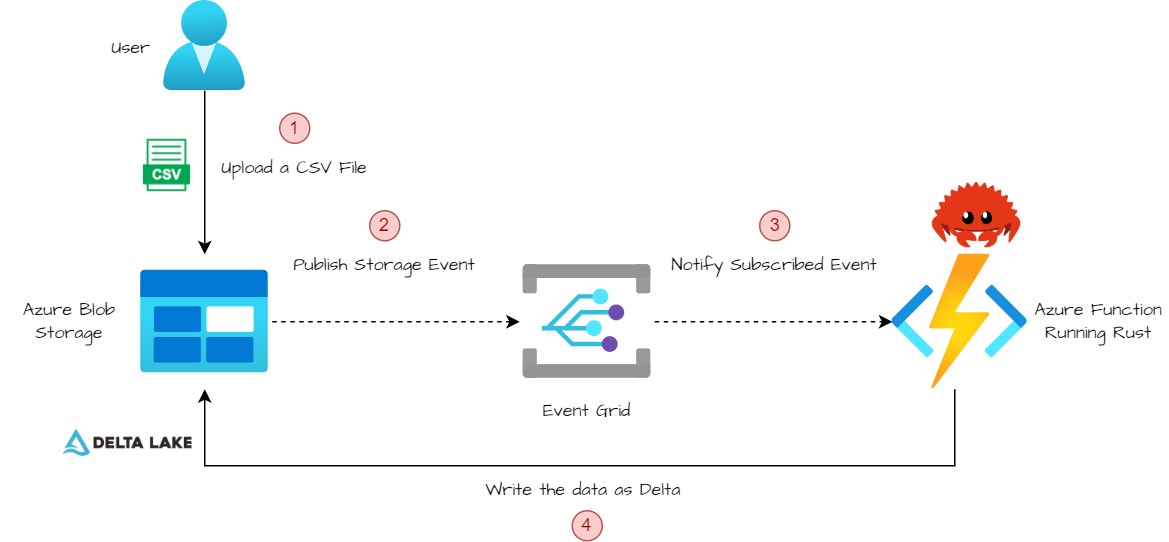 User
1
CSV
Upload a CSV File
2
3
Publish Storage Event
Notify Subscribed Event
Azure Blob
Storage
Azure Function
Running Rust
Event Grid
DELTA LAKE
Write the data as Delta
4